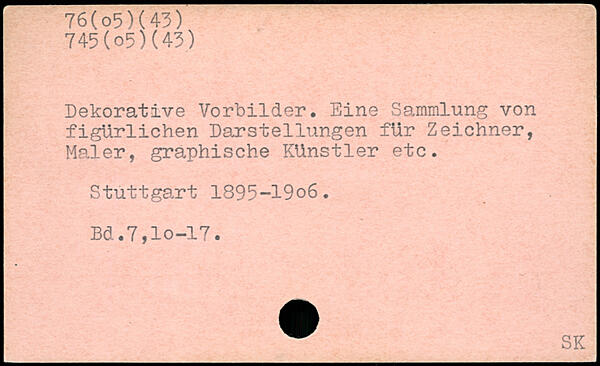 76(o5)(43)
745(o5)(43)
Dekorative Vorbilder. Eine Sammlung von
figürlichen Darstellungen für Zeichner,
Maler, graphische Künstler etc.
Stuttgart 1895-19o6.
Bd.7,lo-17.
SK